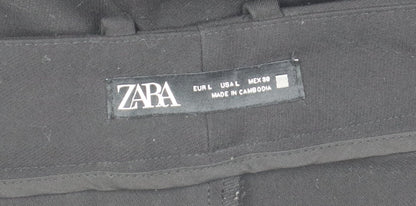 ZARA
EUR L USA L MEX 30
MADE IN CAMBODIA